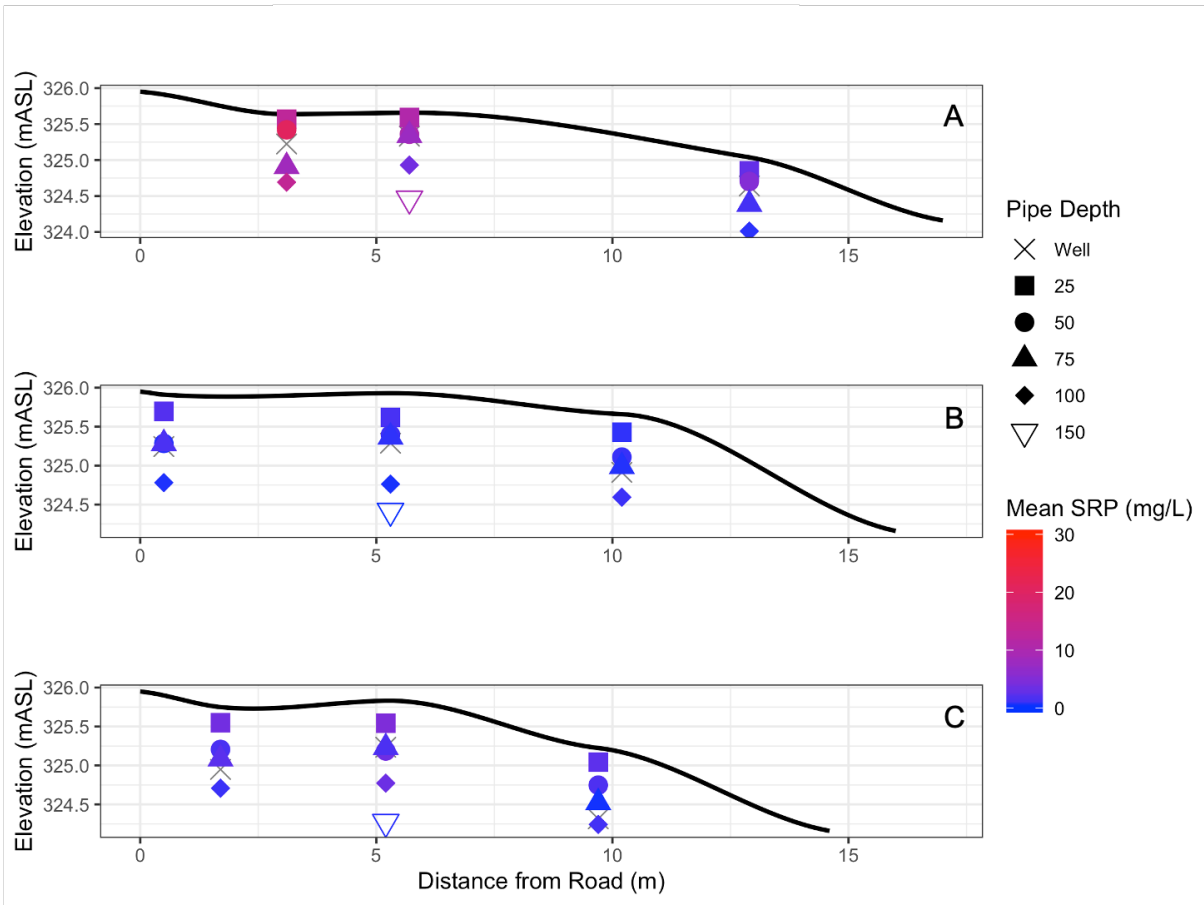 A
Elevation (mASL)
326.0
325.5
325.0
324.5
324.0
0 5 10 15
B
Elevation (mASL)
326.0
325.5
325.0
324.5
0 5 10 15
C
Elevation (mASL)
326.0
325.5
325.0
324.5
0 5 10 15
Distance from Road (m)
Pipe Depth
Well
25
50
75
100
150
Mean SRP (mg/L)
30
20
10
0